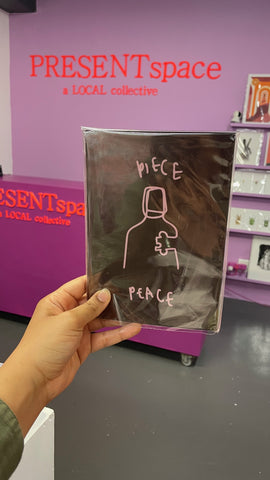 PRESENTspace
a LOCAL collective
PRESENTspa
a LOCAL collective
PIECE
PEACE